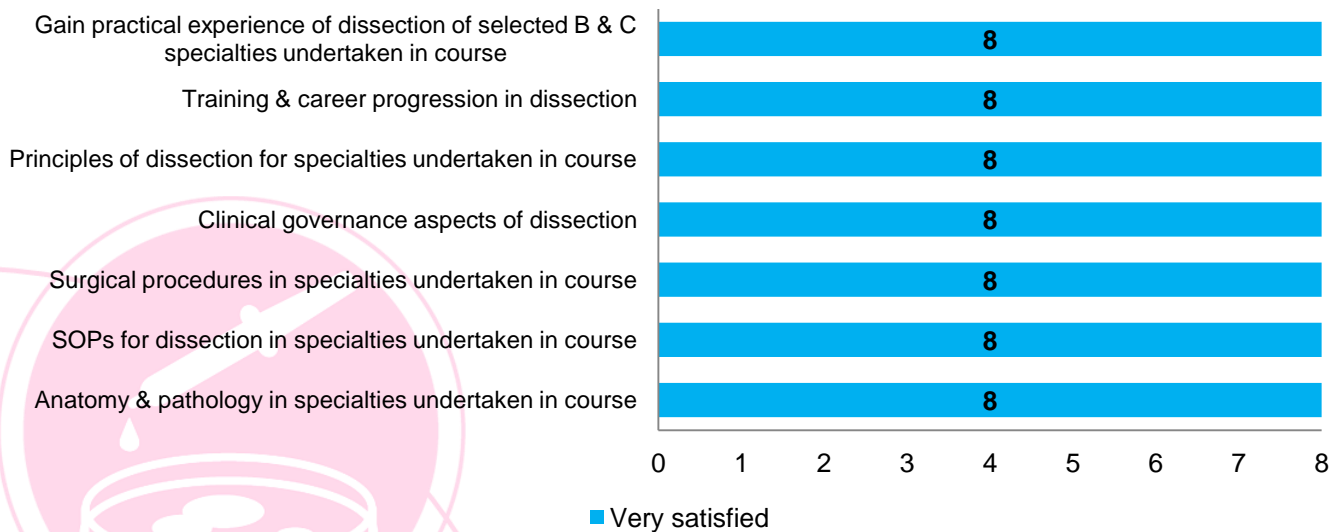 Gain practical experience of dissection of selected B & C
specialties undertaken in course
8
Training & career progression in dissection
8
Principles of dissection for specialties undertaken in course
8
Clinical governance aspects of dissection
8
Surgical procedures in specialties undertaken in course
8
SOPs for dissection in specialties undertaken in course
8
Anatomy & pathology in specialties undertaken in course
8
0 1 2 3 4 5 6 7 8
Very satisfied